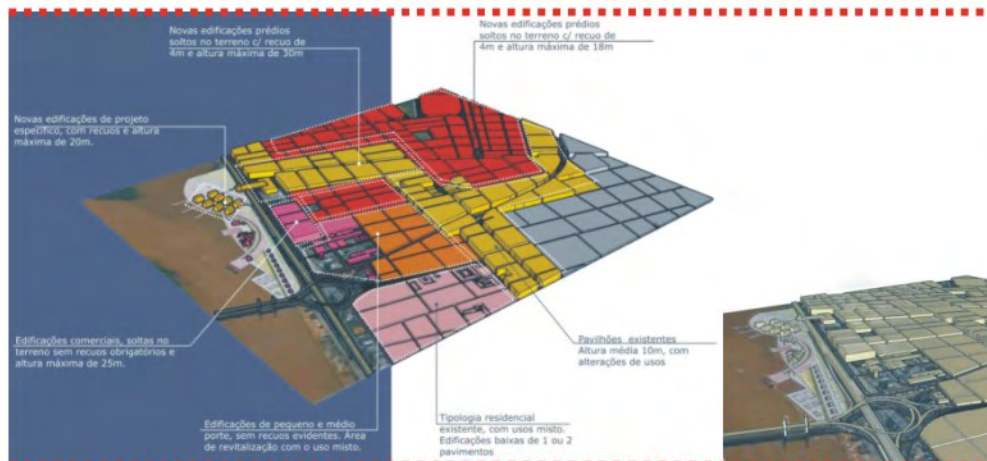 Novas edificações prédios
soltos no terreno c/ recuo de
4m e altura máxima de 30m
Novas edificações prédios
soltos no terreno c/ recuo de
4m e altura máxima de 18m
Novas edificações de projeto
específico, com recuos e altura
máxima de 20m.
Edificações comerciais, soltas no
terreno sem recuos obrigatórios e
altura máxima de 25m.
Pavilhões existentes
Altura média 10m, com
alterações de usos
Edificações de pequeno e médio
porte, sem recuos evidentes. Área
de revitalização com o uso misto.
Tipologia residencial
existente, com usos misto.
Edificações baixas de 1 ou 2
pavimentos